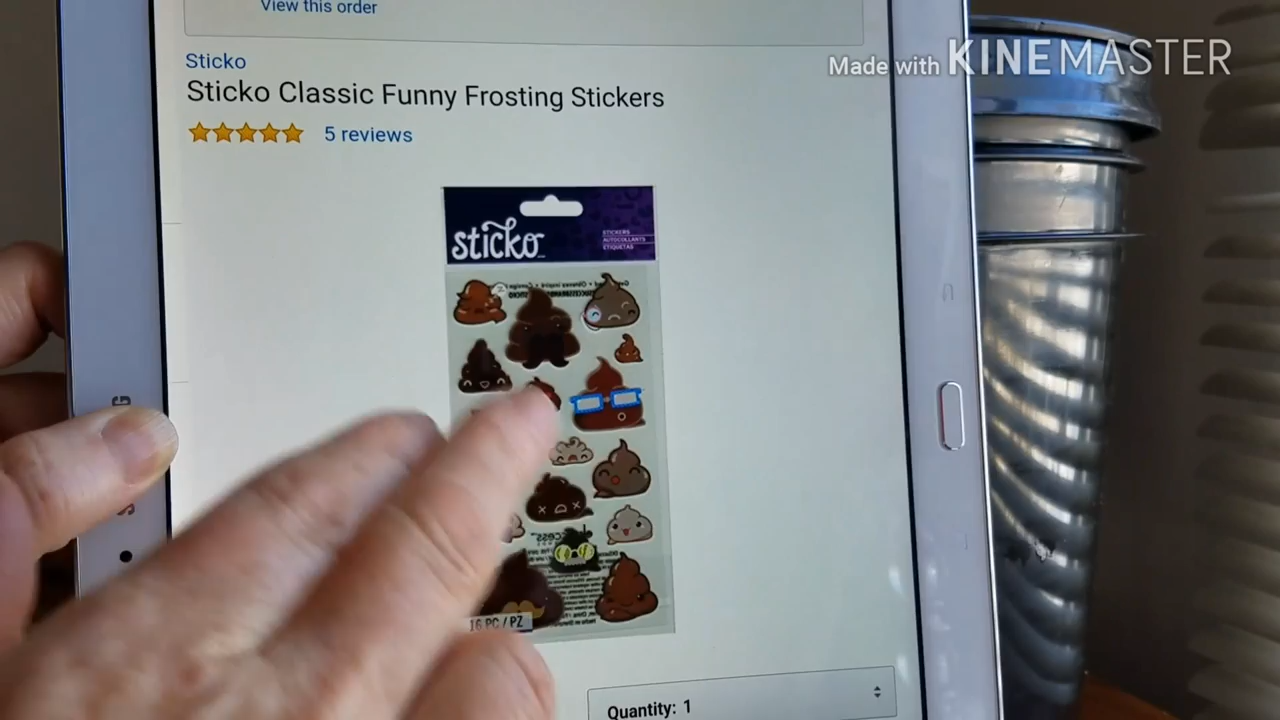 View this order
Sticko
Made with KINEMASTER
Sticko Classic Funny Frosting Stickers
5 reviews
sticko
STICKERS
AUTOCOLLANTS
ETIQUETAS
16 PC / PZ
Quantity: 1